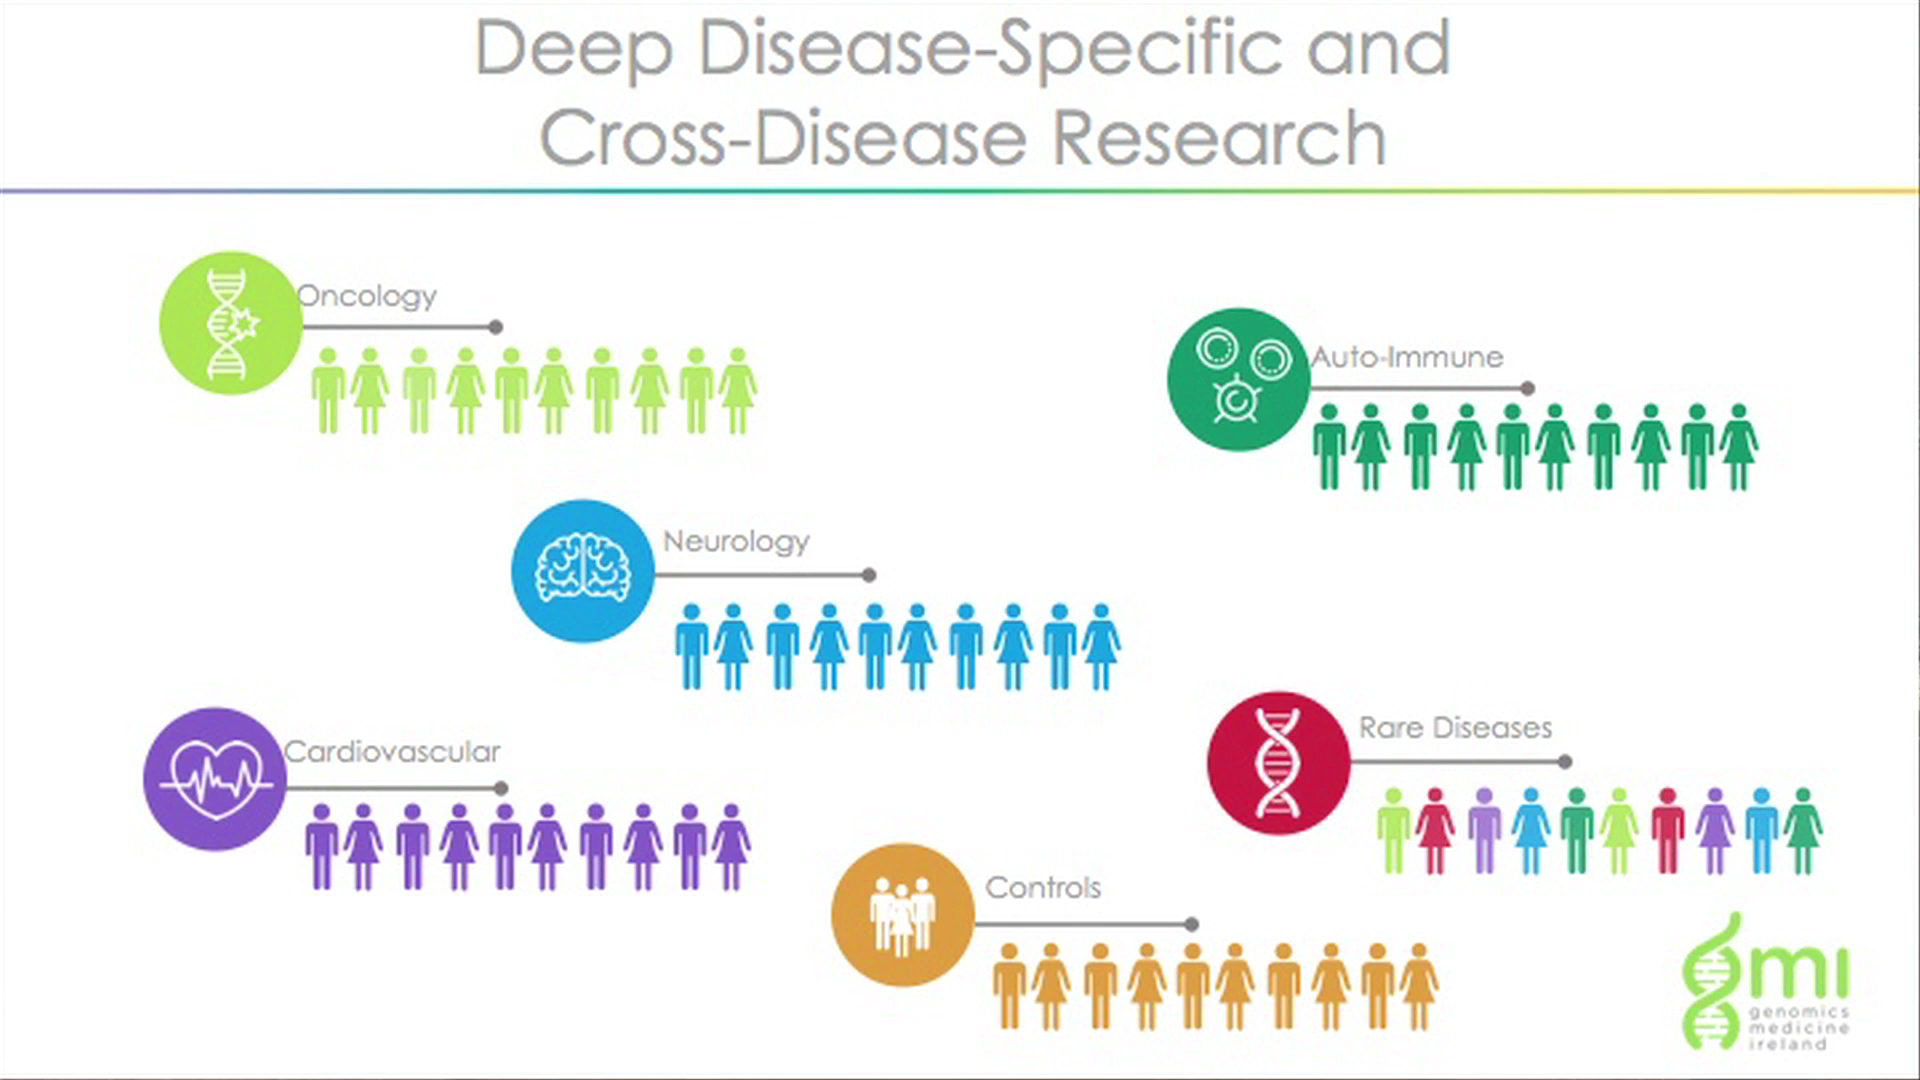 Deep Disease-Specific and
Cross-Disease Research
Oncology
Auto-Immune
Neurology
Cardiovascular
Rare Diseases
Controls
gmi
genomics
medicine
ireland